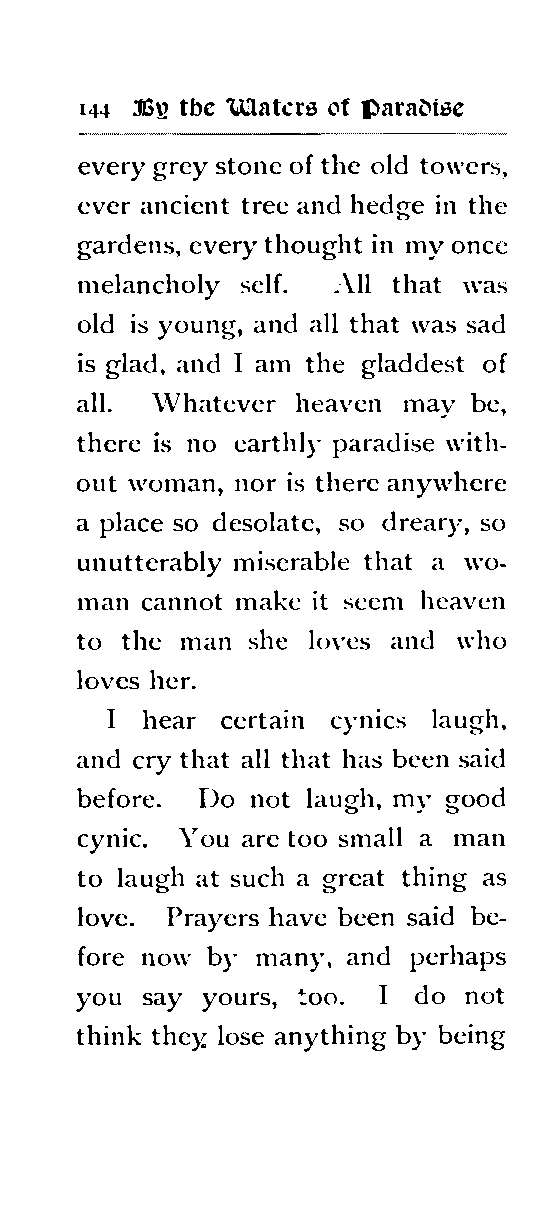 144 By the Waters of Paradise
every grey stone of the old towers,
ever ancient tree and hedge in the
gardens, every thought in my once
melancholy self. All that was
old is young, and all that was sad
is glad, and I am the gladdest of
all. Whatever heaven may be,
there is no earthly paradise with-
out woman, nor is there anywhere
a place so desolate, so dreary, so
unutterably miserable that a wo-
man cannot make it seem heaven
to the man she loves and who
loves her.
I hear certain cynics laugh,
and cry that all that has been said
before. Do not laugh, my good
cynic. You are too small a man
to laugh at such a great thing as
love. Prayers have been said be-
fore now by many, and perhaps
you say yours, too. I do not
think they lose anything by being